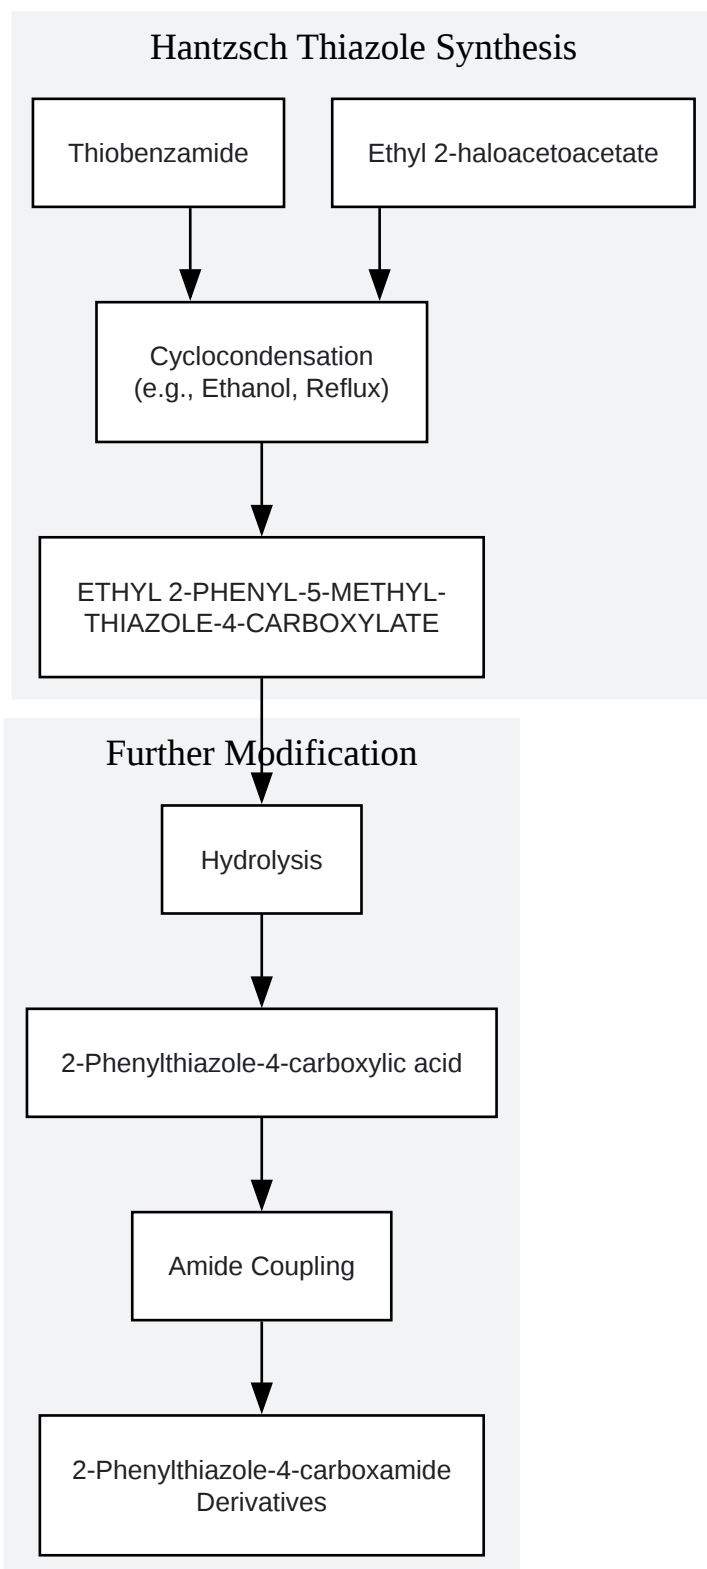 Hantzsch Thiazole Synthesis
Thiobenzamide
Ethyl 2-haloacetoacetate
Cyclocondensation
(e.g., Ethanol, Reflux)
ETHYL 2-PHENYL-5-METHYL-
THIAZOLE-4-CARBOXYLATE
Further Modification
Hydrolysis
2-Phenylthiazole-4-carboxylic acid
Amide Coupling
2-Phenylthiazole-4-carboxamide
Derivatives